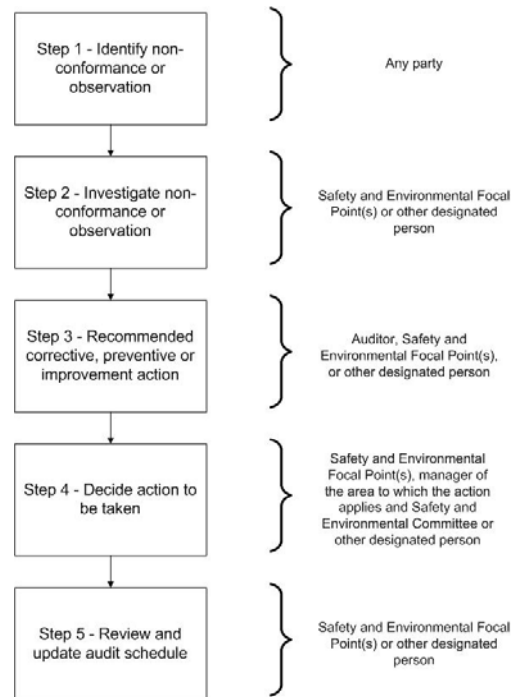 Step 1 - Identify non-
conformance or
observation
Any party
Step 2 - Investigate non-
conformance or
observation
Safety and Environmental Focal
Point(s) or other designated
person
Step 3 - Recommended
corrective, preventive or
improvement action
Auditor, Safety and
Environmental Focal Point(s),
or other designated person
Step 4 - Decide action to
be taken
Safety and Environmental
Focal Point(s), manager of
the area to which the action
applies and Safety and
Environmental Committee or
other designated person
Step 5 - Review and
update audit schedule
Safety and Environmental Focal
Point(s) or other designated
person